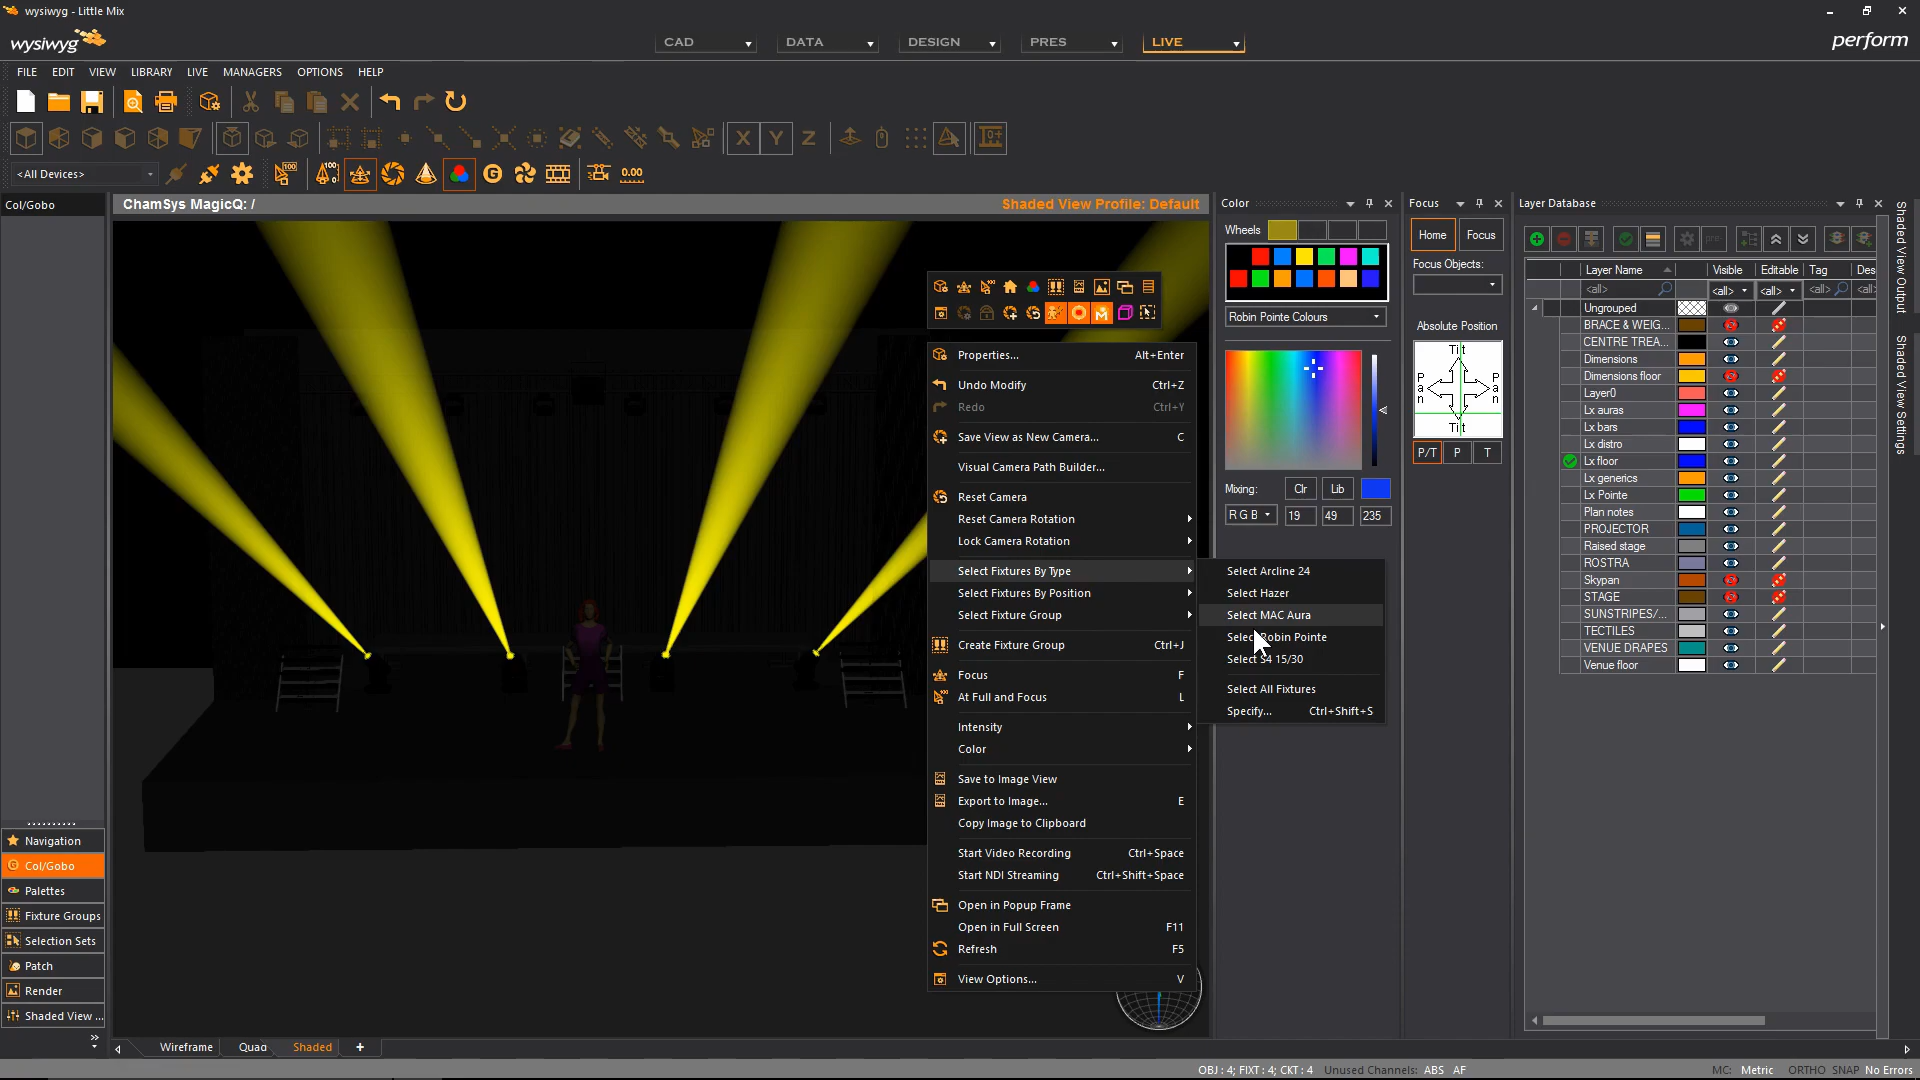 wysiwyg - Little Mix
wysiwyg
CAD
DATA
DESIGN
PRES
LIVE
perform
FILE EDIT VIEW LIBRARY LIVE MANAGERS OPTIONS HELP
X Y Z
<All Devices>
100
100
G
0.00
Col/Gobo
ChamSys MagicQ: /
Shaded View Profile: Default
Properties... Alt+Enter
Undo Modify Ctrl+Z
Redo Ctrl+Y
Save View as New Camera... C
Visual Camera Path Builder...
Reset Camera
Reset Camera Rotation
Lock Camera Rotation
Select Fixtures By Type
Select Fixtures By Position
Select Fixture Group
Create Fixture Group Ctrl+J
Focus F
At Full and Focus L
Intensity
Color
Save to Image View
Export to Image... E
Copy Image to Clipboard
Start Video Recording Ctrl+Space
Start NDI Streaming Ctrl+Shift+Space
Open in Popup Frame
Open in Full Screen F11
Refresh F5
View Options... V
Select Arcline 24
Select Hazer
Select MAC Aura
Select Robin Pointe
Select S4 15/30
Select All Fixtures
Specify... Ctrl+Shift+S
Color
Wheels
Robin Pointe Colours
Mixing: Clr Lib
R G B 19 49 235
Focus
Home Focus
Focus Objects:
Absolute Position
Tilt
Pan
Pan
Tilt
P/T P T
Layer Database
Layer Name Visible Editable Tag Des
<all> <all> <all> <all> <all>
Ungrouped
BRACE & WEIG...
CENTRE TREA...
Dimensions
Dimensions floor
Layer0
Lx auras
Lx bars
Lx distro
Lx floor
Lx generics
Lx Pointe
Plan notes
PROJECTOR
Raised stage
ROSTRA
Skypan
STAGE
SUNSTRIPES/...
TECTILES
VENUE DRAPES
Venue floor
Shaded View Output
Shaded View Settings
Navigation
Col/Gobo
Palettes
Fixture Groups
Selection Sets
Patch
Render
Shaded View ...
Wireframe Quad Shaded +
OBJ : 4; FIXT : 4; CKT : 4 Unused Channels: ABS AF
MC: Metric ORTHO SNAP No Errors